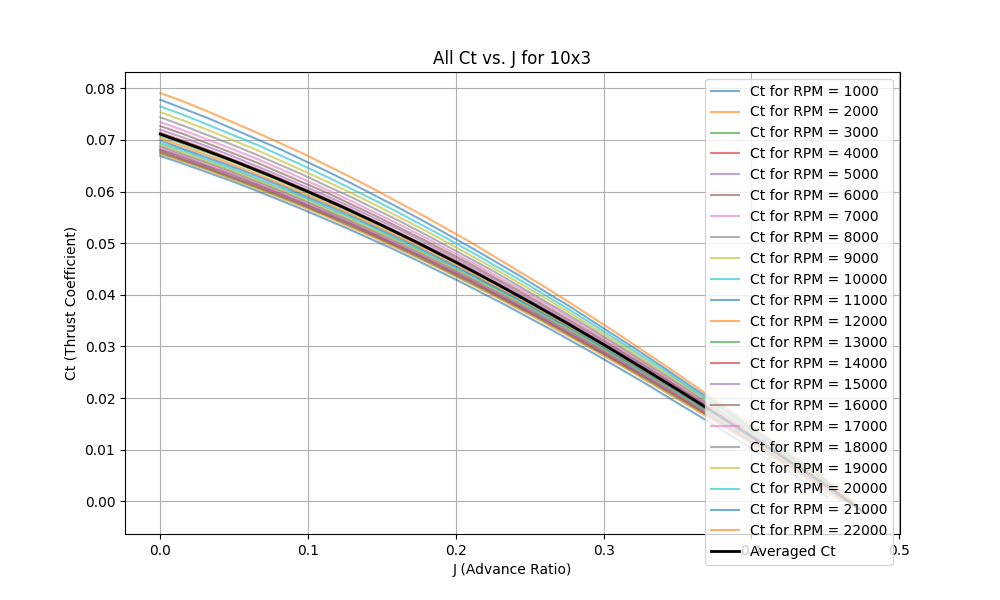 All Ct vs. J for 10x3
Ct (Thrust Coefficient)
0.08
0.07
0.06
0.05
0.04
0.03
0.02
0.01
0.00
0.0
0.1
0.2
0.3
0.4
0.5
J (Advance Ratio)
Ct for RPM = 1000
Ct for RPM = 2000
Ct for RPM = 3000
Ct for RPM = 4000
Ct for RPM = 5000
Ct for RPM = 6000
Ct for RPM = 7000
Ct for RPM = 8000
Ct for RPM = 9000
Ct for RPM = 10000
Ct for RPM = 11000
Ct for RPM = 12000
Ct for RPM = 13000
Ct for RPM = 14000
Ct for RPM = 15000
Ct for RPM = 16000
Ct for RPM = 17000
Ct for RPM = 18000
Ct for RPM = 19000
Ct for RPM = 20000
Ct for RPM = 21000
Ct for RPM = 22000
Averaged Ct